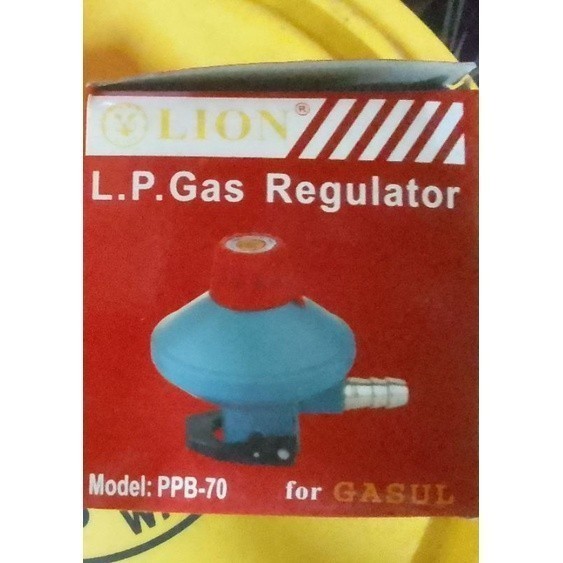 LION®
L.P.Gas Regulator
Model: PPB-70 for GASUL